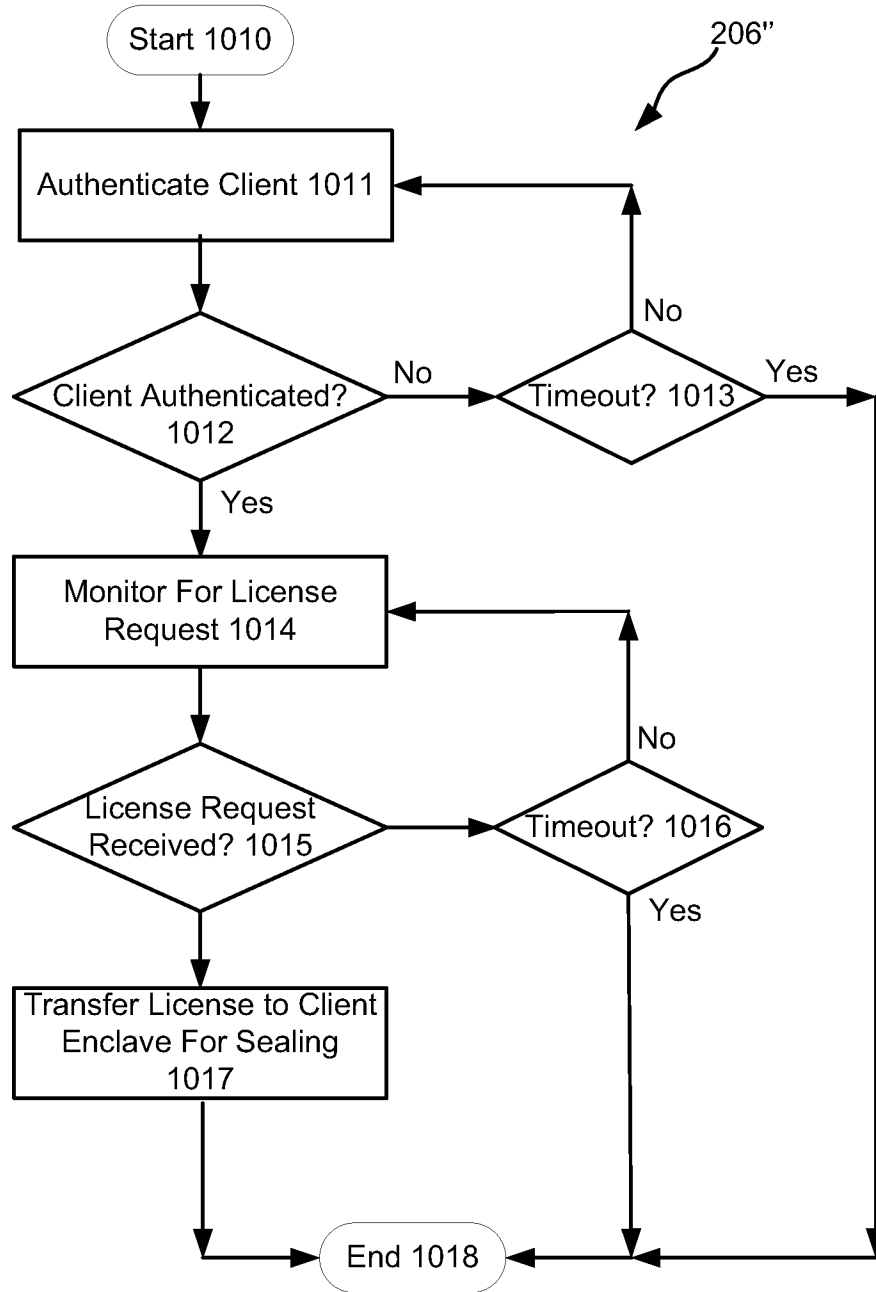 Start 1010
206"
Authenticate Client 1011
No
Client Authenticated?
1012
No
Timeout? 1013
Yes
Yes
Monitor For License
Request 1014
No
License Request
Received? 1015
Timeout? 1016
Yes
Transfer License to Client
Enclave For Sealing
1017
End 1018